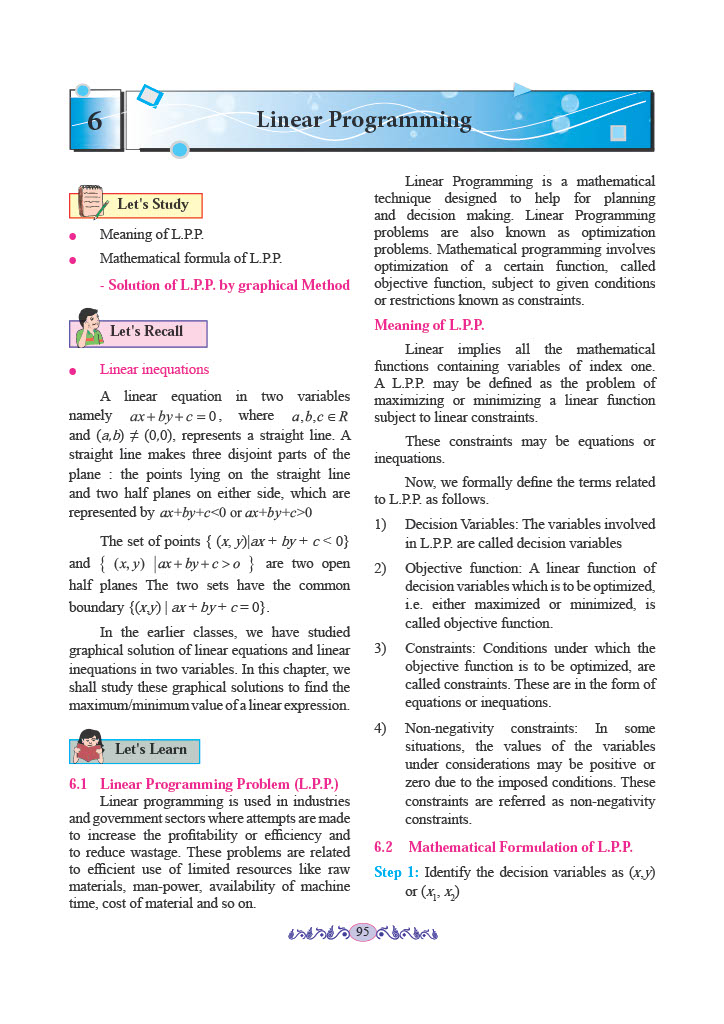 6
Linear Programming
Let's Study
• Meaning of L.P.P.
• Mathematical formula of L.P.P.
- Solution of L.P.P. by graphical Method
Let's Recall
• Linear inequations
A linear equation in two variables
namely ax + by + c = 0, where a,b,c ∈ R
and (a,b) ≠ (0,0), represents a straight line. A
straight line makes three disjoint parts of the
plane : the points lying on the straight line
and two half planes on either side, which are
represented by ax+by+c<0 or ax+by+c>0
The set of points { (x, y)|ax + by + c < 0}
and { (x, y) |ax + by + c > o } are two open
half planes The two sets have the common
boundary {(x,y) | ax + by + c = 0}.
In the earlier classes, we have studied
graphical solution of linear equations and linear
inequations in two variables. In this chapter, we
shall study these graphical solutions to find the
maximum/minimum value of a linear expression.
Let's Learn
6.1 Linear Programming Problem (L.P.P.)
Linear programming is used in industries
and government sectors where attempts are made
to increase the profitability or efficiency and
to reduce wastage. These problems are related
to efficient use of limited resources like raw
materials, man-power, availability of machine
time, cost of material and so on.
Linear Programming is a mathematical
technique designed to help for planning
and decision making. Linear Programming
problems are also known as optimization
problems. Mathematical programming involves
optimization of a certain function, called
objective function, subject to given conditions
or restrictions known as constraints.
Meaning of L.P.P.
Linear implies all the mathematical
functions containing variables of index one.
A L.P.P. may be defined as the problem of
maximizing or minimizing a linear function
subject to linear constraints.
These constraints may be equations or
inequations.
Now, we formally define the terms related
to L.P.P. as follows.
1) Decision Variables: The variables involved
in L.P.P. are called decision variables
2) Objective function: A linear function of
decision variables which is to be optimized,
i.e. either maximized or minimized, is
called objective function.
3) Constraints: Conditions under which the
objective function is to be optimized, are
called constraints. These are in the form of
equations or inequations.
4) Non-negativity constraints: In some
situations, the values of the variables
under considerations may be positive or
zero due to the imposed conditions. These
constraints are referred as non-negativity
constraints.
6.2 Mathematical Formulation of L.P.P.
Step 1: Identify the decision variables as (x,y)
or (x₁, x₂)
95